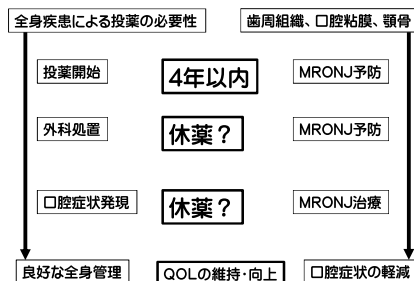 全身疾患による投薬の必要性
歯周組織、口腔粘膜、顎骨
投薬開始
4年以内
MRONJ予防
外科処置
休薬？
MRONJ予防
口腔症状発現
休薬？
MRONJ治療
良好な全身管理
QOLの維持・向上
口腔症状の軽減